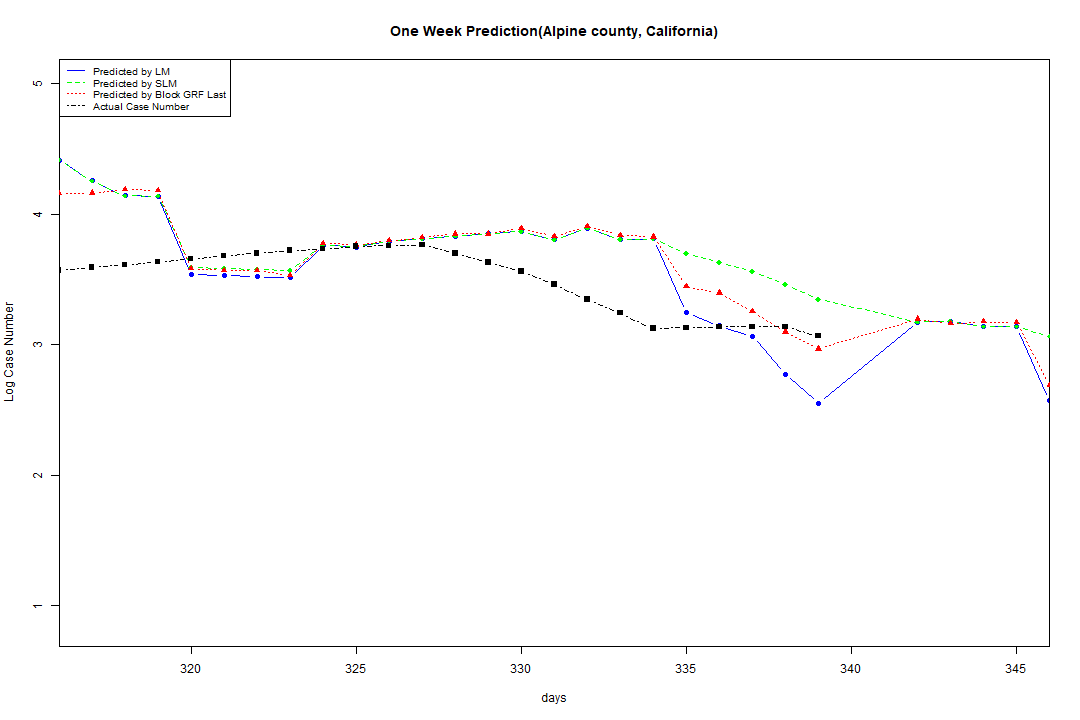 One Week Prediction(Alpine county, California)
Predicted by LM
Predicted by SLM
Predicted by Block GRF Last
Actual Case Number
5
4
3
2
1
Log Case Number
320 325 330 335 340 345
days